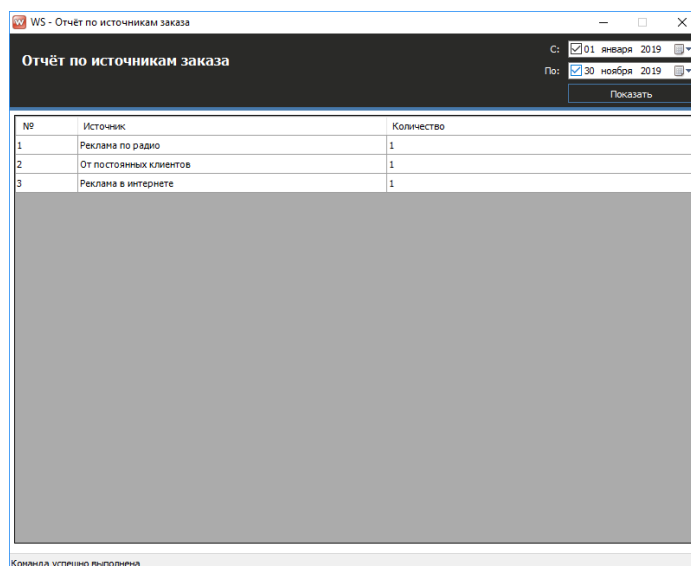 WS - Отчёт по источникам заказа
Отчёт по источникам заказа
С: 01 января 2019
По: 30 ноября 2019
Показать
№ Источник Количество
1 Реклама по радио 1
2 От постоянных клиентов 1
3 Реклама в интернете 1
Команда успешно выполнена